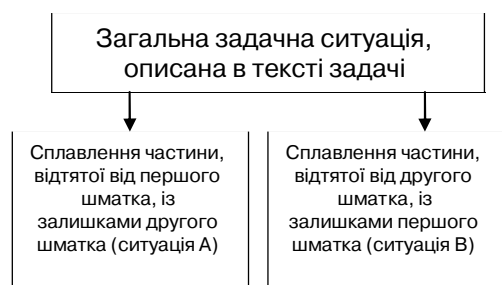 Загальна задачна ситуація,
описана в тексті задачі
Сплавлення частини,
відтятої від першого
шматка, із
залишками другого
шматка (ситуація А)
Сплавлення частини,
відтятої від другого
шматка, із
залишками першого
шматка (ситуація В)